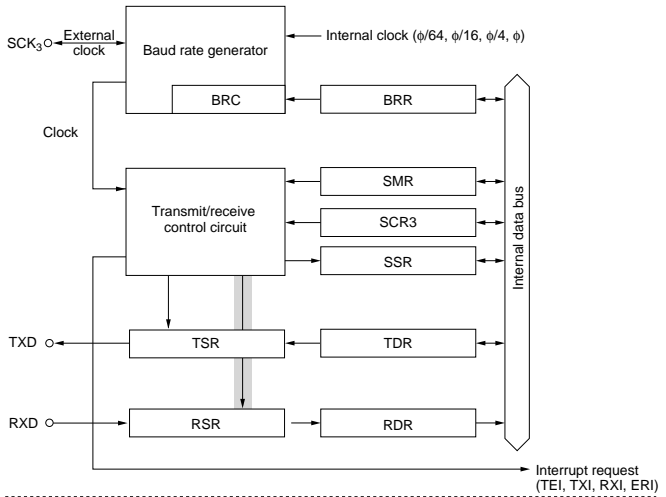 SCK3
External clock
Baud rate generator
Internal clock (ϕ/64, ϕ/16, ϕ/4, ϕ)
BRC
BRR
Clock
Transmit/receive
control circuit
SMR
SCR3
SSR
Internal data bus
TXD
TSR
TDR
RXD
RSR
RDR
Interrupt request
(TEI, TXI, RXI, ERI)